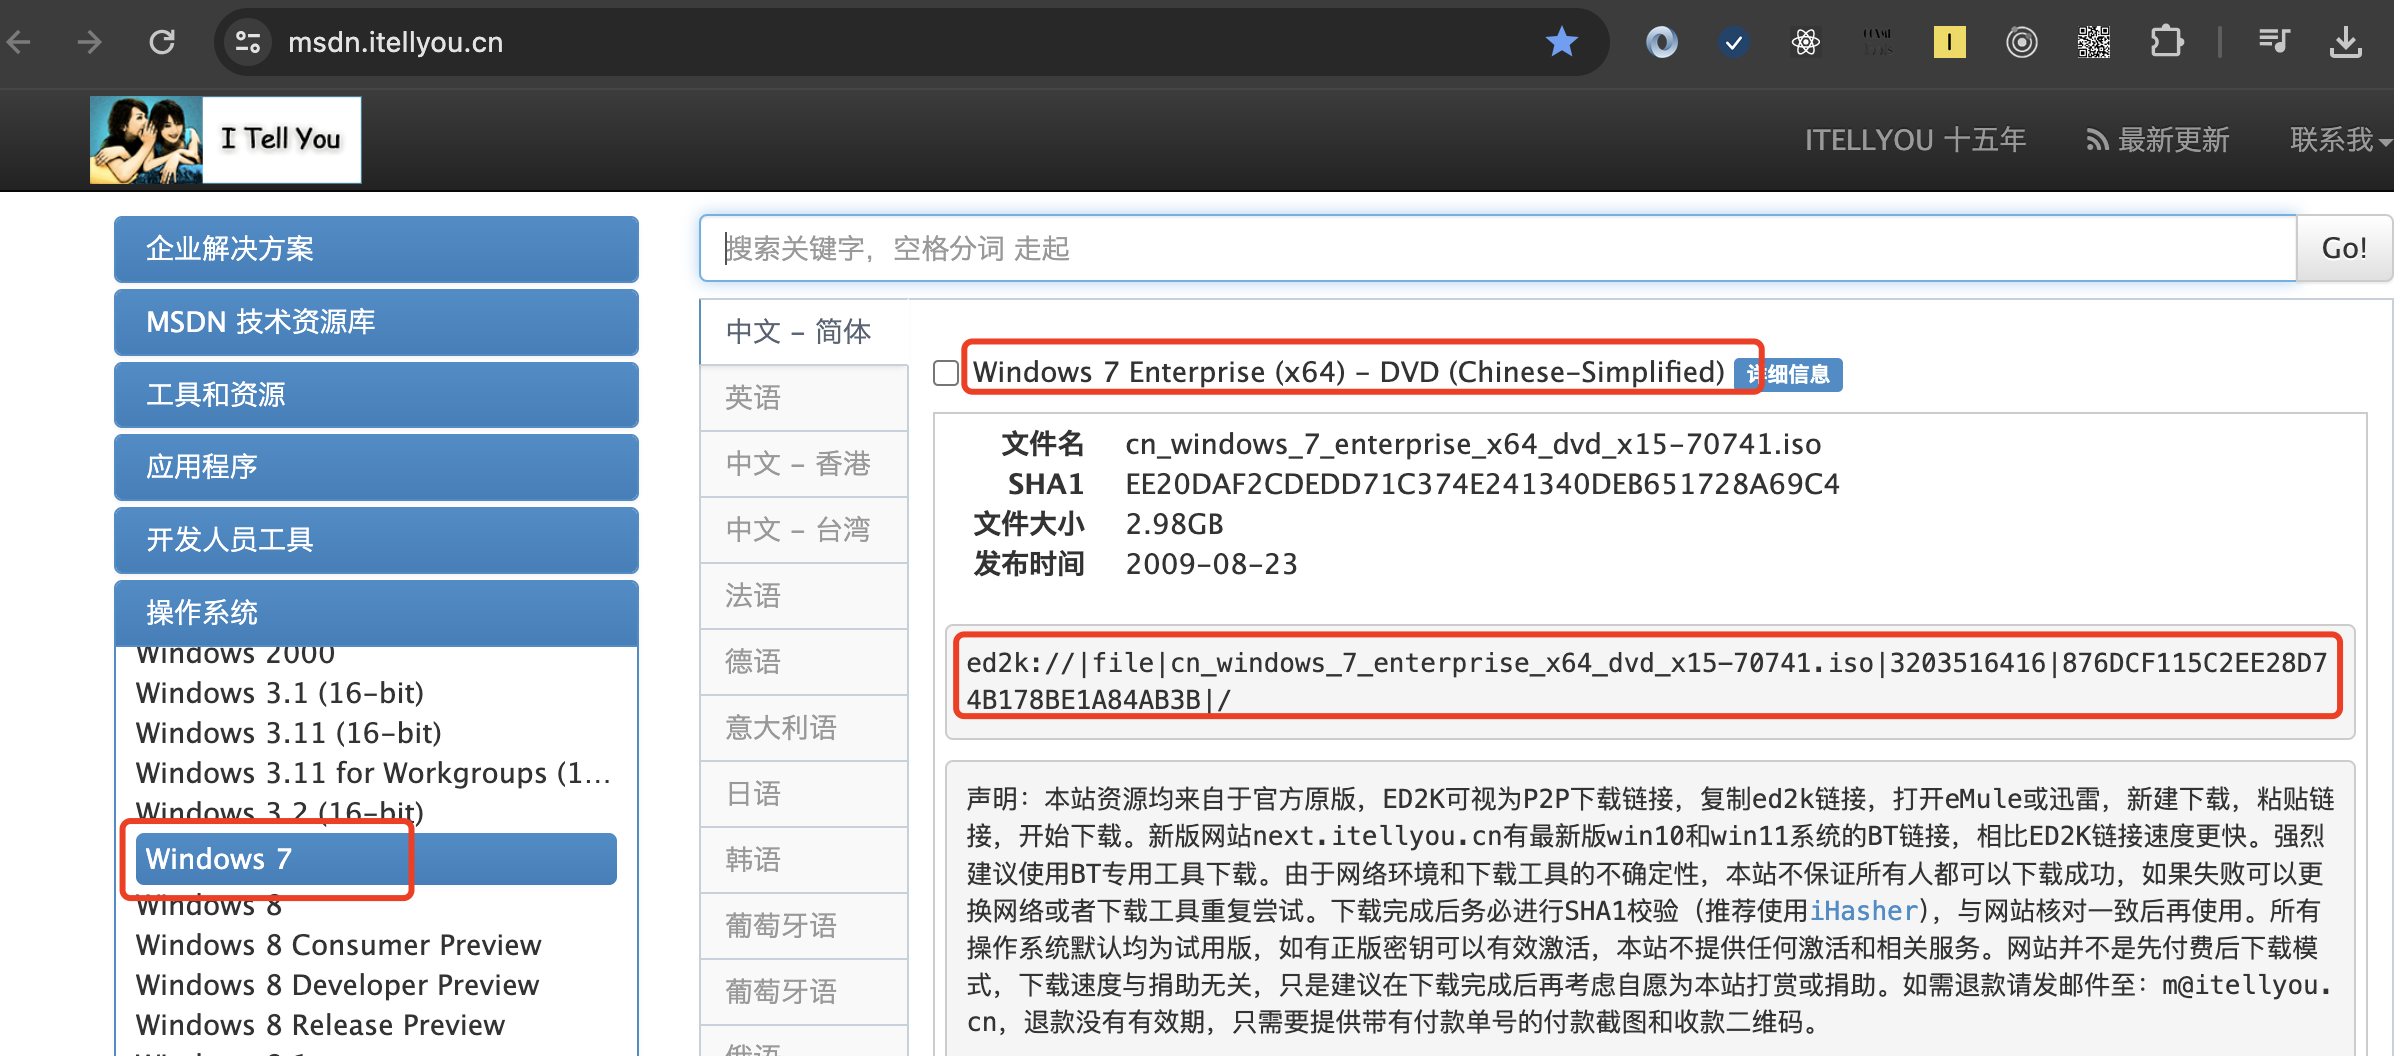 msdn.itellyou.cn
I Tell You
ITELLYOU 十五年
最新更新
联系我
企业解决方案
MSDN 技术资源库
工具和资源
应用程序
开发人员工具
操作系统
Windows 2000
Windows 3.1 (16-bit)
Windows 3.11 (16-bit)
Windows 3.11 for Workgroups (1...
Windows 3.2 (16-bit)
Windows 7
Windows 8
Windows 8 Consumer Preview
Windows 8 Developer Preview
Windows 8 Release Preview
搜索关键字，空格分词 走起
Go!
中文 - 简体
英语
中文 - 香港
中文 - 台湾
法语
德语
意大利语
日语
韩语
葡萄牙语
葡萄牙语
俄语
Windows 7 Enterprise (x64) - DVD (Chinese-Simplified)
详细信息
文件名 cn_windows_7_enterprise_x64_dvd_x15-70741.iso
SHA1 EE20DAF2CDEDD71C374E241340DEB651728A69C4
文件大小 2.98GB
发布时间 2009-08-23
ed2k://|file|cn_windows_7_enterprise_x64_dvd_x15-70741.iso|3203516416|876DCF115C2EE28D7
4B178BE1A84AB3B|/
声明：本站资源均来自于官方原版，ED2K可视为P2P下载链接，复制ed2k链接，打开eMule或迅雷，新建下载，粘贴链
接，开始下载。新版网站next.itellyou.cn有最新版win10和win11系统的BT链接，相比ED2K链接速度更快。强烈
建议使用BT专用工具下载。由于网络环境和下载工具的不确定性，本站不保证所有人都可以下载成功，如果失败可以更
换网络或者下载工具重复尝试。下载完成后务必进行SHA1校验（推荐使用iHasher），与网站核对一致后再使用。所有
操作系统默认均为试用版，如有正版密钥可以有效激活，本站不提供任何激活和相关服务。网站并不是先付费后下载模
式，下载速度与捐助无关，只是建议在下载完成后再考虑自愿为本站打赏或捐助。如需退款请发邮件至：m@itellyou.
cn，退款没有有效期，只需要提供带有付款单号的付款截图和收款二维码。